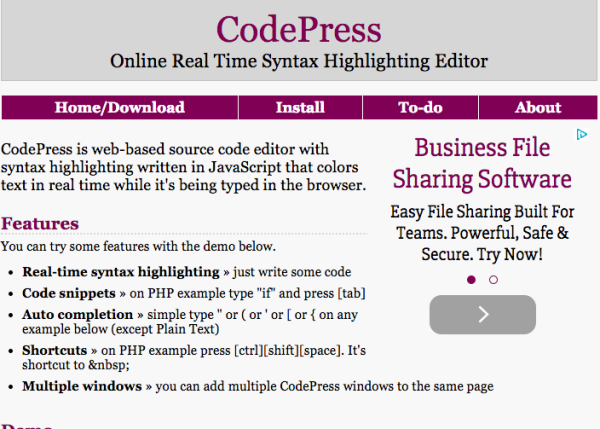 CodePress
Online Real Time Syntax Highlighting Editor
Home/Download Install To-do About
CodePress is web-based source code editor with
syntax highlighting written in JavaScript that colors
text in real time while it's being typed in the browser.
Features
You can try some features with the demo below.
• Real-time syntax highlighting » just write some code
• Code snippets » on PHP example type "if" and press [tab]
• Auto completion » simple type " or ( or ' or [ or { on any
example below (except Plain Text)
• Shortcuts » on PHP example press [ctrl][shift][space]. It's
shortcut to &nbsp;
• Multiple windows » you can add multiple CodePress windows to the same page
Business File
Sharing Software
Easy File Sharing Built For
Teams. Powerful, Safe &
Secure. Try Now!